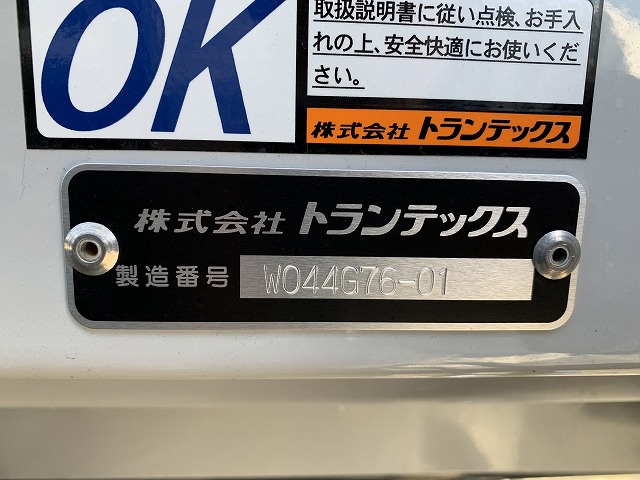 OK
取扱説明書に従い点検、お手入
れの上、安全快適にお使いくだ
さい。
株式会社 トランテックス
株式会社 トランテックス
製造番号 W044G76-01